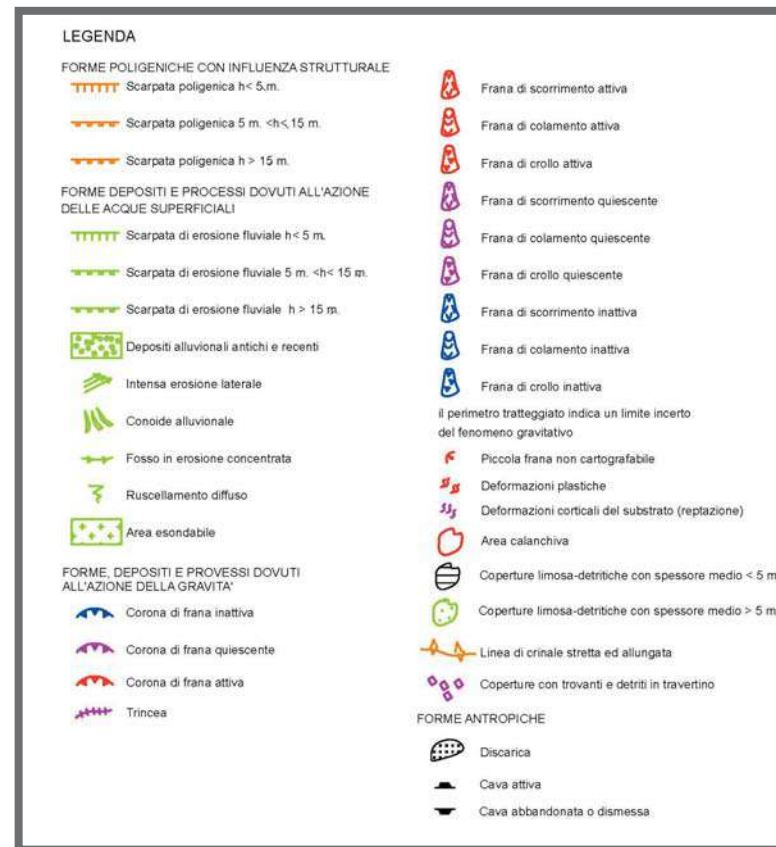 LEGENDA
FORME POLIGENICHE CON INFLUENZA STRUTTURALE
Scarpata poligenica h< 5.m.
Scarpata poligenica 5 m. <h< 15 m.
Scarpata poligenica h > 15 m.
FORME DEPOSITI E PROCESSI DOVUTI ALL'AZIONE
DELLE ACQUE SUPERFICIALI
Scarpata di erosione fluviale h< 5 m.
Scarpata di erosione fluviale 5 m. <h< 15 m.
Scarpata di erosione fluviale h > 15 m.
Depositi alluvionali antichi e recenti
Intensa erosione laterale
Conoide alluvionale
Fosso in erosione concentrata
Ruscellamento diffuso
Area esondabile
FORME, DEPOSITI E PROVESSI DOVUTI
ALL'AZIONE DELLA GRAVITA'
Corona di frana inattiva
Corona di frana quiescente
Corona di frana attiva
Trincea
Frana di scorrimento attiva
Frana di colamento attiva
Frana di crollo attiva
Frana di scorrimento quiescente
Frana di colamento quiescente
Frana di crollo quiescente
Frana di scorrimento inattiva
Frana di colamento inattiva
Frana di crollo inattiva
il perimetro tratteggiato indica un limite incerto
del fenomeno gravitativo
Piccola frana non cartografabile
Deformazioni plastiche
Deformazioni corticali del substrato (reptazione)
Area calanchiva
Coperture limosa-detritiche con spessore medio < 5 m
Coperture limosa-detritiche con spessore medio > 5 m
Linea di crinale stretta ed allungata
Coperture con trovanti e detriti in travertino
FORME ANTROPICHE
Discarica
Cava attiva
Cava abbandonata o dismessa